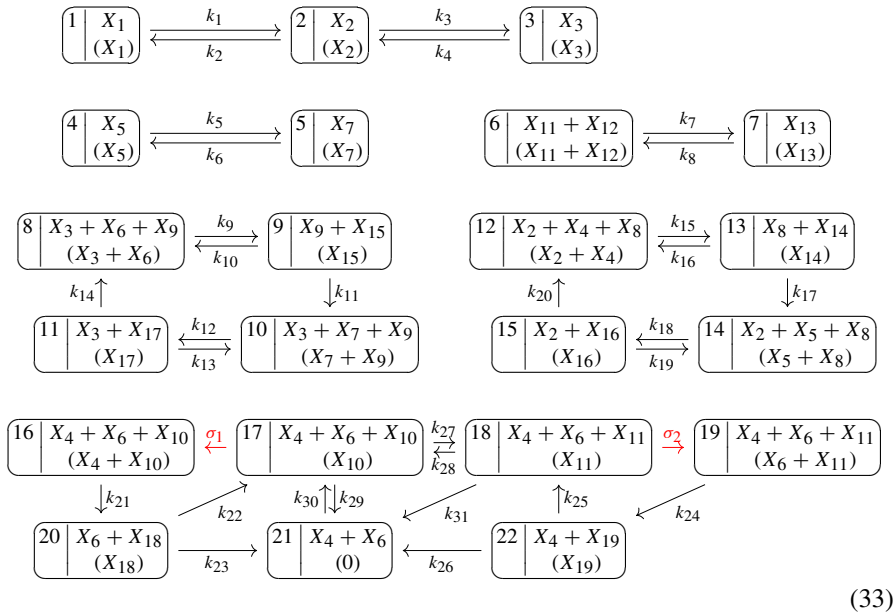 k₁ k₃
1 | X₁ (X₁) 2 | X₂ (X₂) 3 | X₃ (X₃)
k₂ k₄
k₅ k₇
4 | X₅ (X₅) 5 | X₇ (X₇) 6 | X₁₁ + X₁₂ (X₁₁ + X₁₂) 7 | X₁₃ (X₁₃)
k₆ k₈
k₉ k₁₅
8 | X₃ + X₆ + X₉ (X₃ + X₆) 9 | X₉ + X₁₅ (X₁₅) 12 | X₂ + X₄ + X₈ (X₂ + X₄) 13 | X₈ + X₁₄ (X₁₄)
k₁₀ k₁₆
k₁₄ k₁₁ k₂₀ k₁₇
k₁₂ k₁₈
11 | X₃ + X₁₇ (X₁₇) 10 | X₃ + X₇ + X₉ (X₇ + X₉) 15 | X₂ + X₁₆ (X₁₆) 14 | X₂ + X₅ + X₈ (X₅ + X₈)
k₁₃ k₁₉
σ₁ k₂₇ σ₂
16 | X₄ + X₆ + X₁₀ (X₄ + X₁₀) 17 | X₄ + X₆ + X₁₀ (X₁₀) 18 | X₄ + X₆ + X₁₁ (X₁₁) 19 | X₄ + X₆ + X₁₁ (X₆ + X₁₁)
k₂₈
k₂₁ k₂₂ k₃₀ k₂₉ k₃₁ k₂₅ k₂₄
20 | X₆ + X₁₈ (X₁₈) 21 | X₄ + X₆ (0) 22 | X₄ + X₁₉ (X₁₉)
k₂₃ k₂₆
(33)